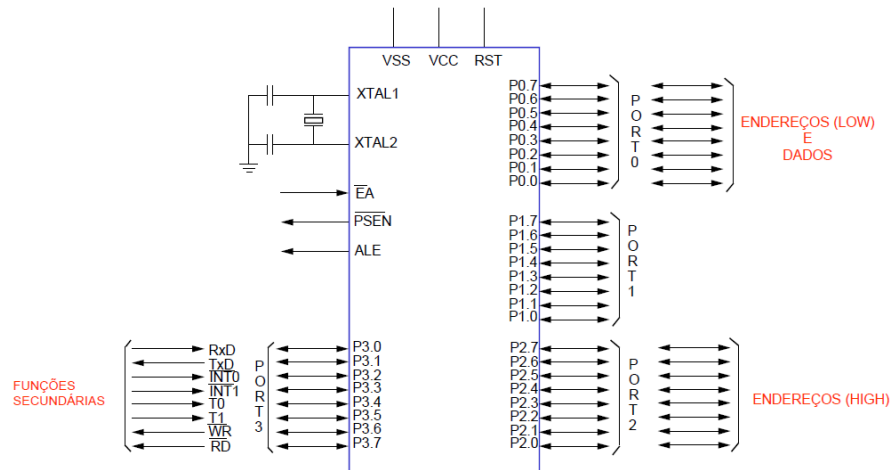 VSS VCC RST
XTAL1
XTAL2
EA
PSEN
ALE
P0.7
P0.6
P0.5
P0.4
P0.3
P0.2
P0.1
P0.0
PORT0
ENDEREÇOS (LOW)
E
DADOS
P1.7
P1.6
P1.5
P1.4
P1.3
P1.2
P1.1
P1.0
PORT1
FUNÇÕES
SECUNDÁRIAS
RxD
TxD
INT0
INT1
T0
T1
WR
RD
PORT3
P3.0
P3.1
P3.2
P3.3
P3.4
P3.5
P3.6
P3.7
P2.7
P2.6
P2.5
P2.4
P2.3
P2.2
P2.1
P2.0
PORT2
ENDEREÇOS (HIGH)